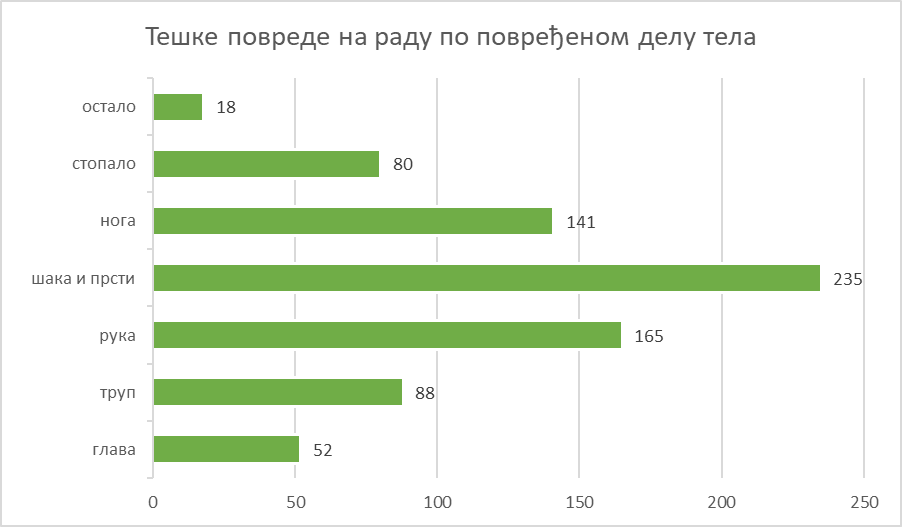 Тешке повреде на раду по повређеном делу тела
остало 18
стопало 80
нога 141
шака и прсти 235
рука 165
труп 88
глава 52
0 50 100 150 200 250